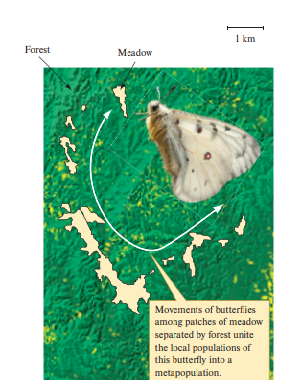 1 km
Forest
Meadow
Movements of butterflies
among patches of meadow
separated by forest unite
the local populations of
this butterfly into a
metapopulation.